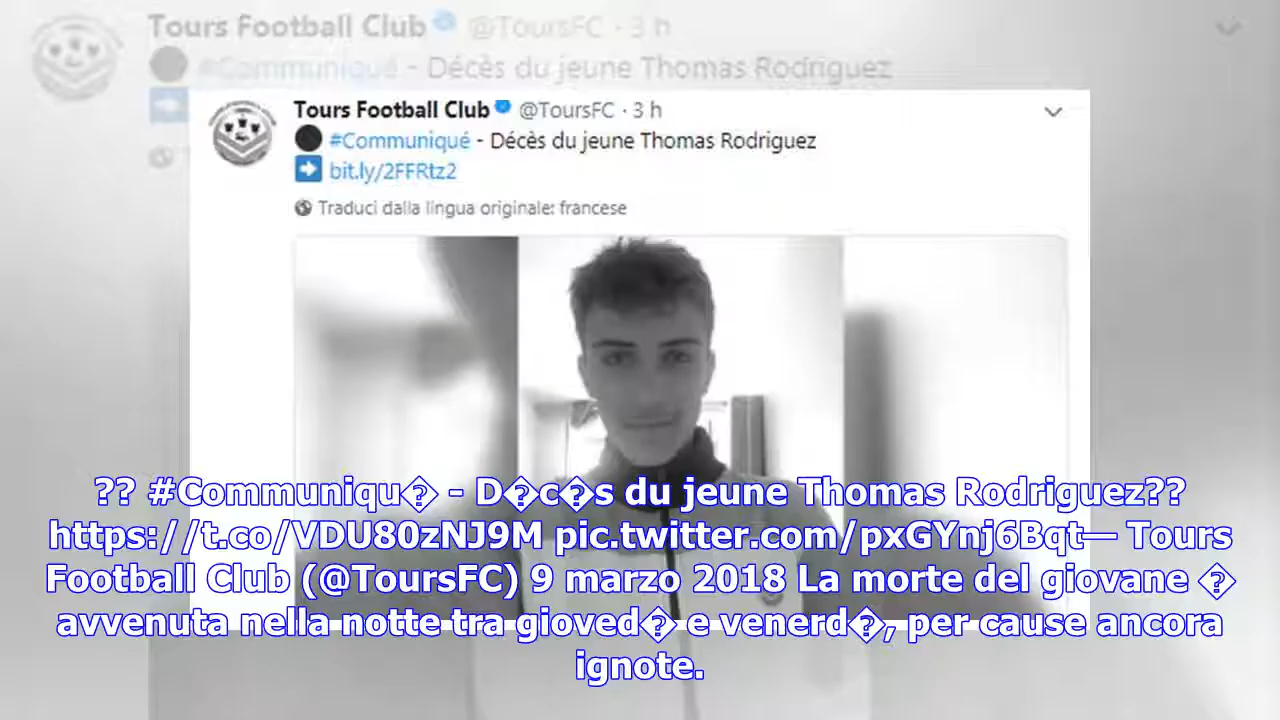 Tours Football Club @ToursFC · 3 h
#Communiqué - Décès du jeune Thomas Rodriguez
Tours Football Club @ToursFC · 3 h
#Communiqué - Décès du jeune Thomas Rodriguez
bit.ly/2FFRtz2
Traduci dalla lingua originale: francese
?? #Communiqu� - D�c�s du jeune Thomas Rodriguez??
https://t.co/VDU80zNJ9M pic.twitter.com/pxGYnj6Bqt— Tours
Football Club (@ToursFC) 9 marzo 2018 La morte del giovane �
avvenuta nella notte tra gioved� e venerd�, per cause ancora
ignote.